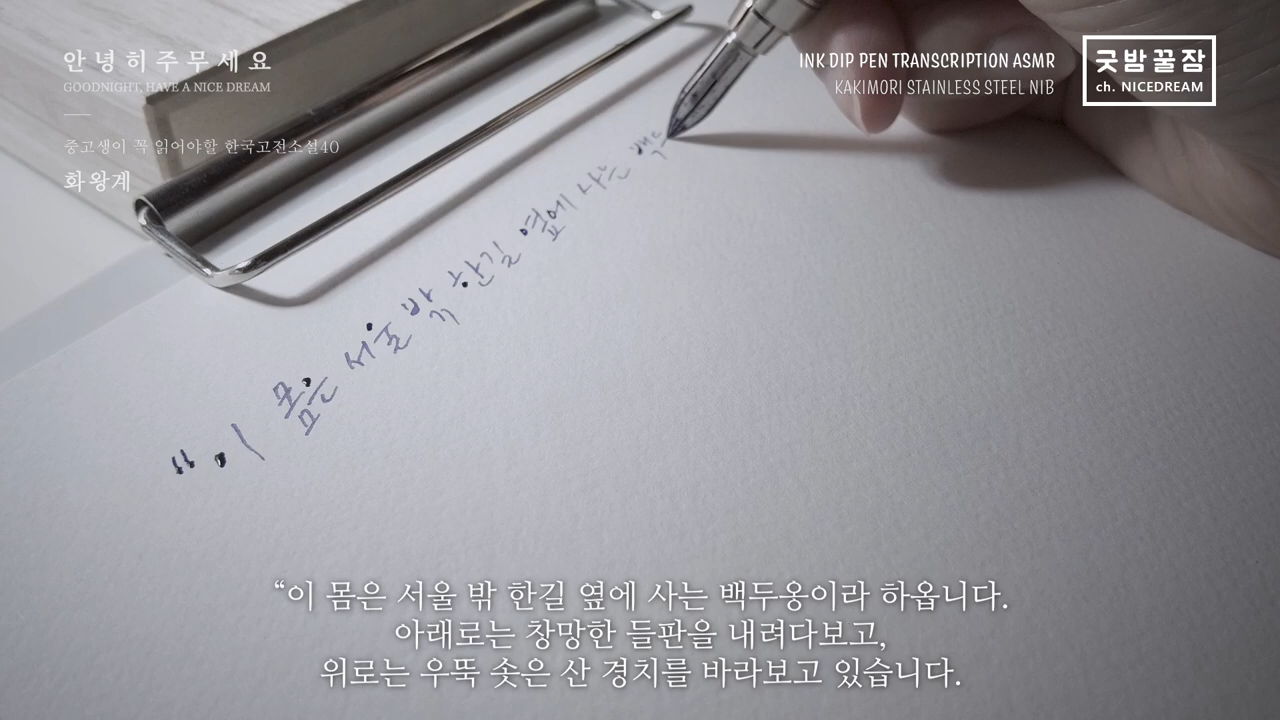 안녕히주무세요
GOODNIGHT, HAVE A NICE DREAM
중고생이 꼭 읽어야할 한국고전소설40
화왕계
INK DIP PEN TRANSCRIPTION ASMR
KAKIMORI STAINLESS STEEL NIB
굿밤꿀잠
ch. NICEDREAM
“이 몸은 서울 밖 한길 옆에 사는 백두
“이 몸은 서울 밖 한길 옆에 사는 백두옹이라 하옵니다.
아래로는 창망한 들판을 내려다보고,
위로는 우뚝 솟은 산 경치를 바라보고 있습니다.